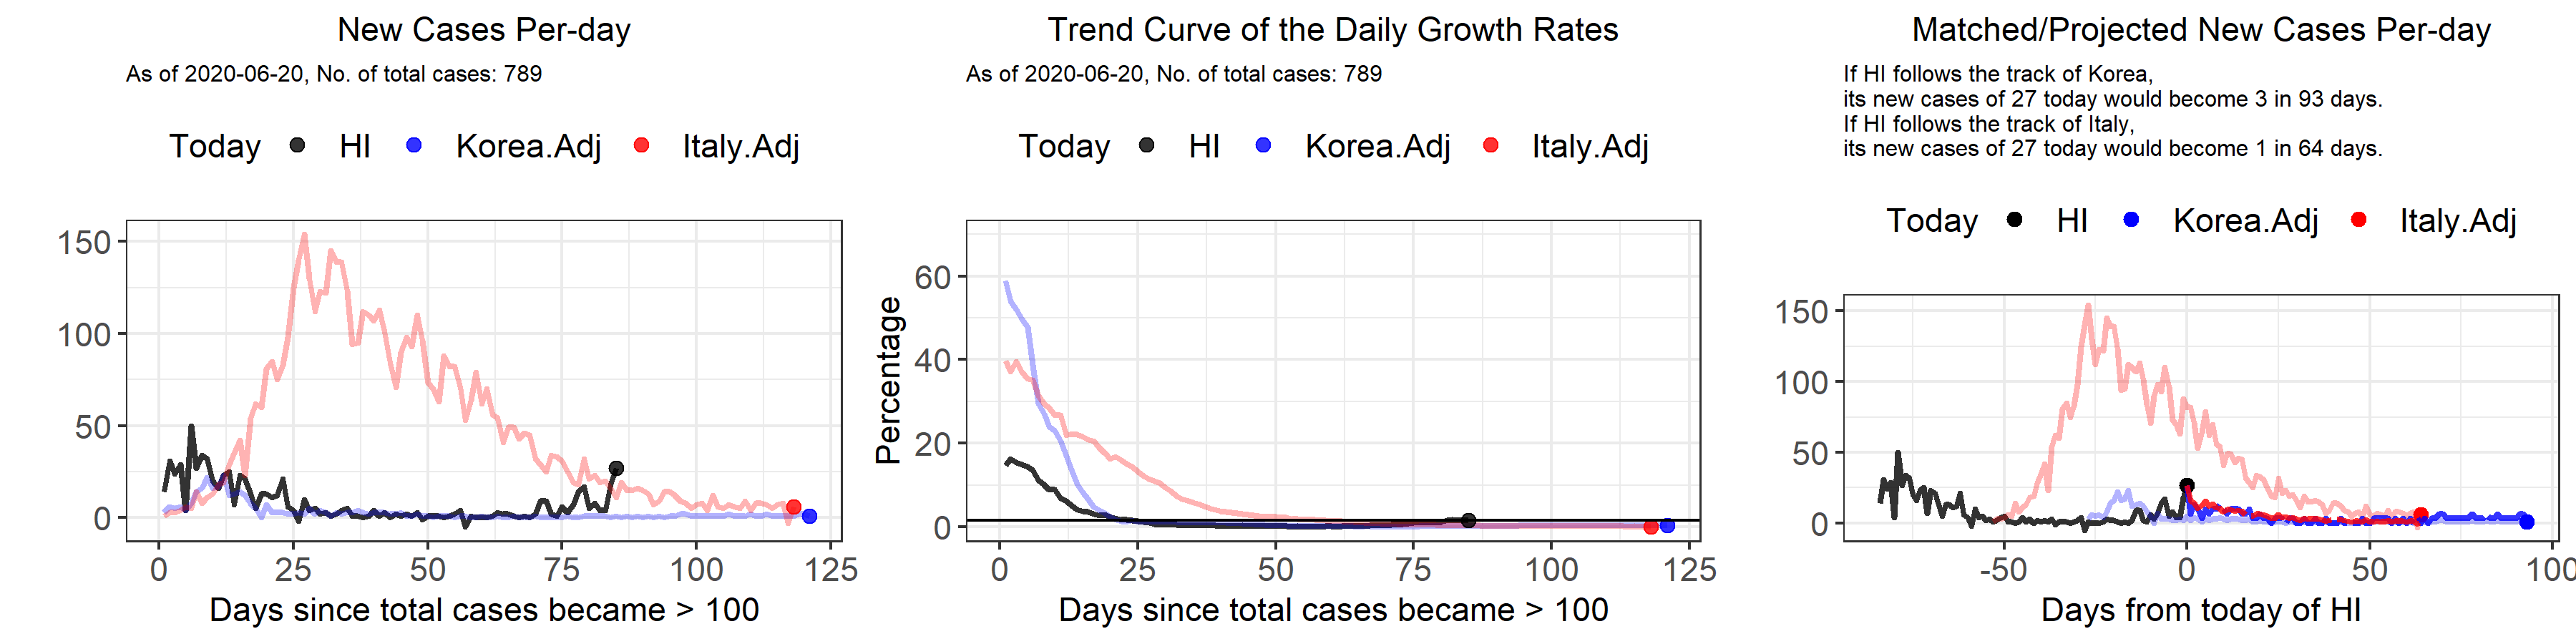 New Cases Per-day
As of 2020-06-20, No. of total cases: 789
Today HI Korea.Adj Italy.Adj
150
100
50
0
0 25 50 75 100 125
Days since total cases became > 100
Trend Curve of the Daily Growth Rates
As of 2020-06-20, No. of total cases: 789
Today HI Korea.Adj Italy.Adj
Percentage
60
40
20
0
0 25 50 75 100 125
Days since total cases became > 100
Matched/Projected New Cases Per-day
If HI follows the track of Korea,
its new cases of 27 today would become 3 in 93 days.
If HI follows the track of Italy,
its new cases of 27 today would become 1 in 64 days.
Today HI Korea.Adj Italy.Adj
150
100
50
0
-50 0 50 100
Days from today of HI